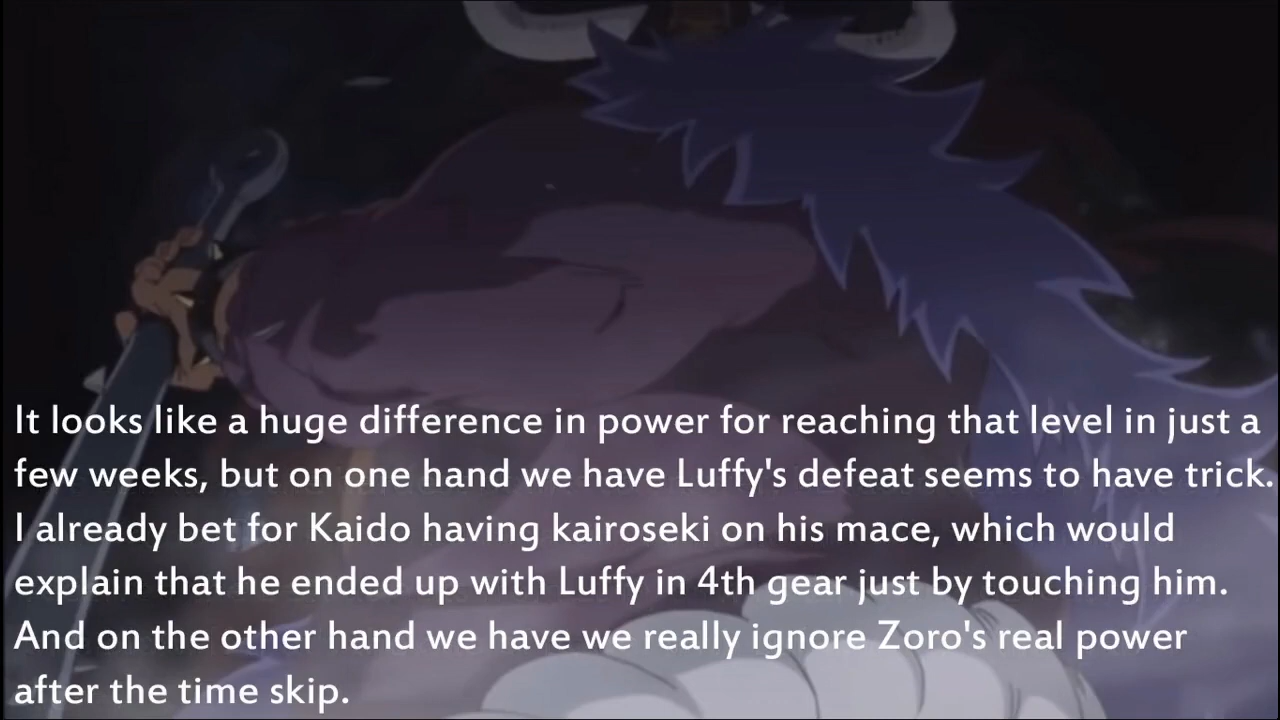 It looks like a huge difference in power for reaching that level in just a
few weeks, but on one hand we have Luffy's defeat seems to have trick.
I already bet for Kaido having kairoseki on his mace, which would
explain that he ended up with Luffy in 4th gear just by touching him.
And on the other hand we have we really ignore Zoro's real power
after the time skip.